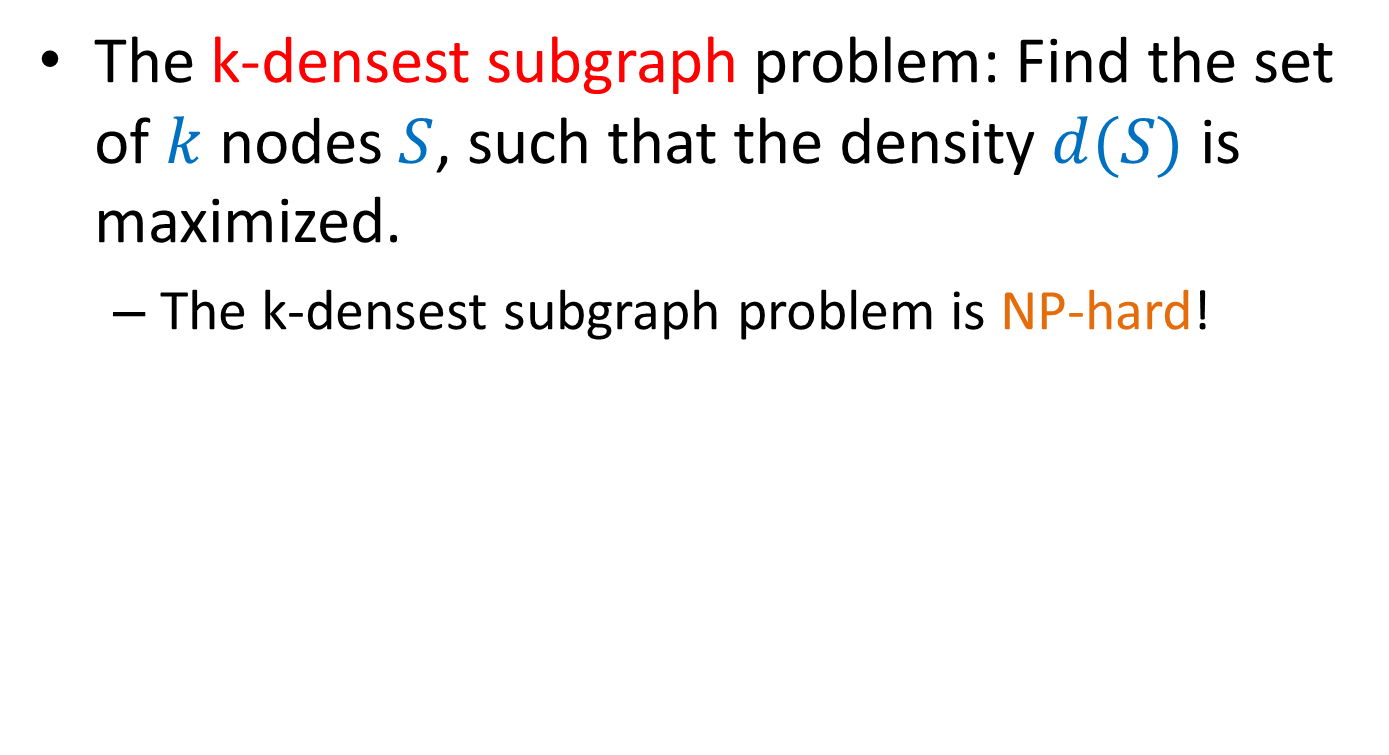 • The k-densest subgraph problem: Find the set
of k nodes S, such that the density d(S) is
maximized.
– The k-densest subgraph problem is NP-hard!